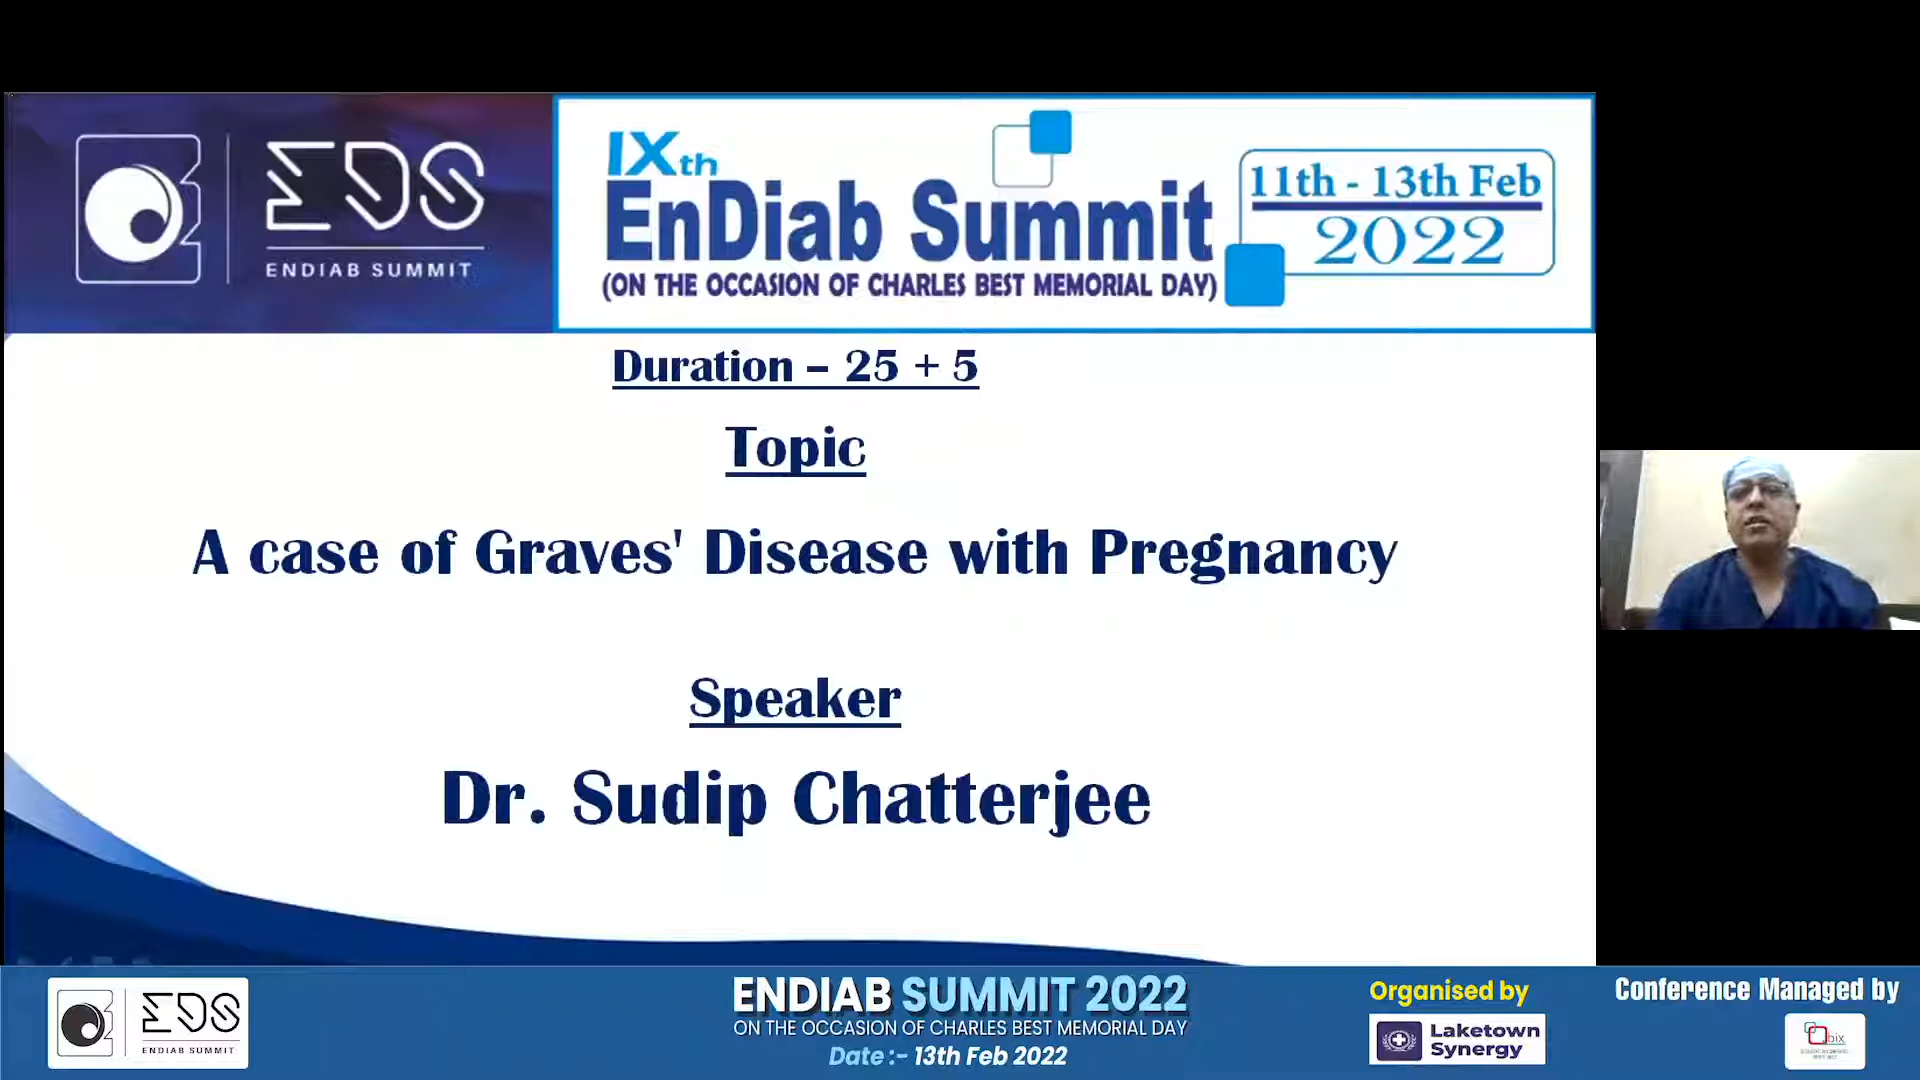 EDS
ENDIAB SUMMIT
IXth
EnDiab Summit
(ON THE OCCASION OF CHARLES BEST MEMORIAL DAY)
11th - 13th Feb
2022
Duration – 25 + 5
Topic
A case of Graves' Disease with Pregnancy
Speaker
Dr. Sudip Chatterjee
EDS
ENDIAB SUMMIT
ENDIAB SUMMIT 2022
ON THE OCCASION OF CHARLES BEST MEMORIAL DAY
Date :- 13th Feb 2022
Organised by
Laketown
Synergy
Conference Managed by